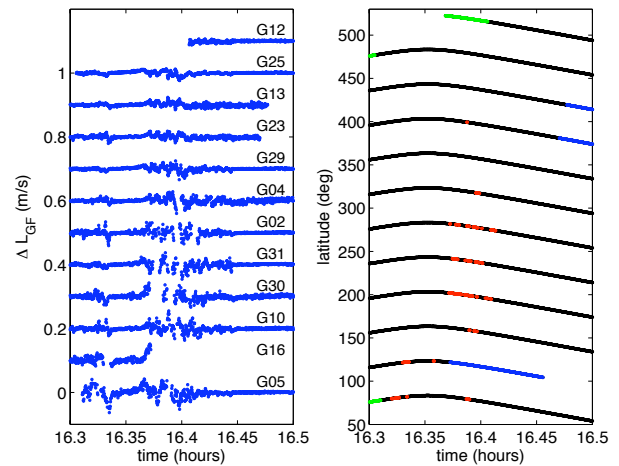 G12
G25
G13
G23
G29
G04
G02
G31
G30
G10
G16
G05
1
0.8
0.6
0.4
0.2
0
Δ L_GF (m/s)
16.3 16.35 16.4 16.45 16.5
time (hours)
500
450
400
350
300
250
200
150
100
50
latitude (deg)
16.3 16.35 16.4 16.45 16.5
time (hours)